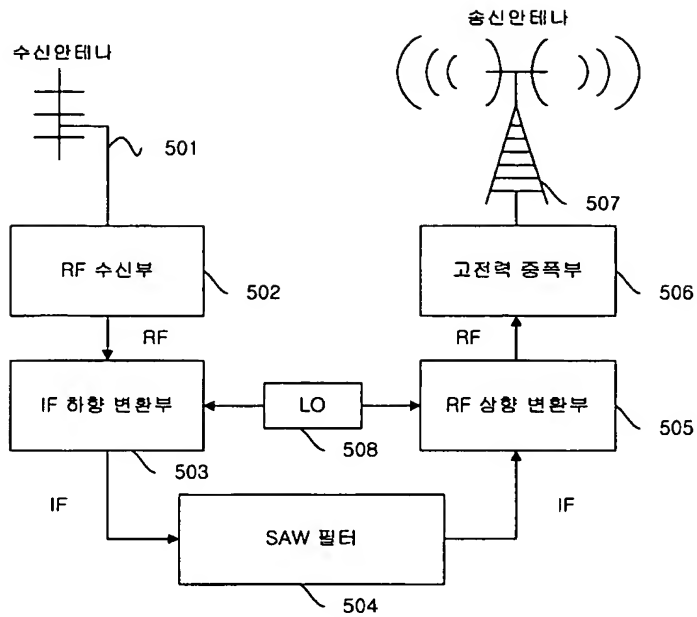 수신안테나
송신안테나
501
507
RF 수신부
502
고전력 증폭부
506
RF
RF
IF 하향 변환부
503
LO
508
RF 상향 변환부
505
IF
IF
SAW 필터
504